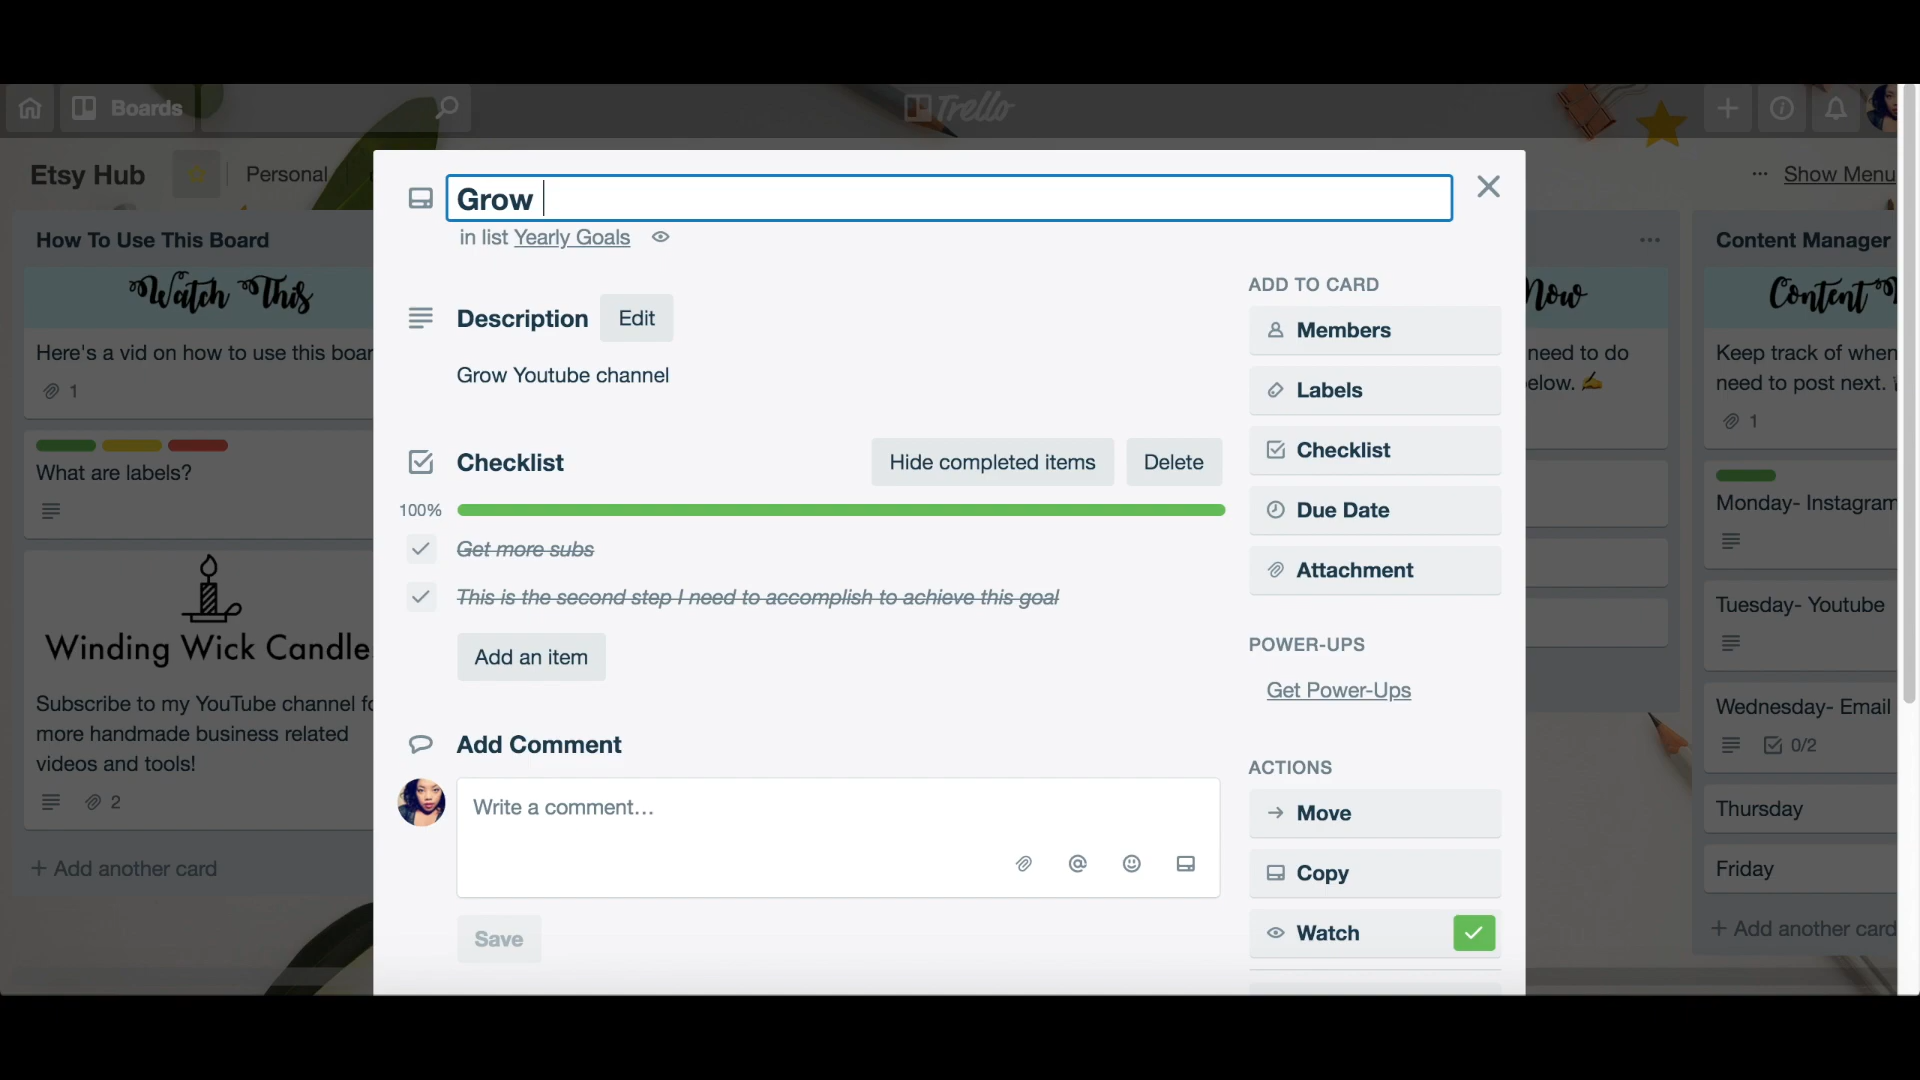 Boards
Trello
Etsy Hub
Personal
Show Menu
How To Use This Board
Watch This
Here's a vid on how to use this boar
1
What are labels?
Winding Wick Candle
Subscribe to my YouTube channel fo
more handmade business related
videos and tools!
2
+ Add another card
Grow
in list Yearly Goals
Description
Edit
Grow Youtube channel
Checklist
Hide completed items
Delete
100%
Get more subs
This is the second step I need to accomplish to achieve this goal
Add an item
Add Comment
Write a comment…
Save
ADD TO CARD
Members
Labels
Checklist
Due Date
Attachment
POWER-UPS
Get Power-Ups
ACTIONS
Move
Copy
Watch
Now
need to do
elow. ✍
Content Manager
Content
Keep track of when
need to post next.
1
Monday- Instagram
Tuesday- Youtube
Wednesday- Email
0/2
Thursday
Friday
+ Add another card